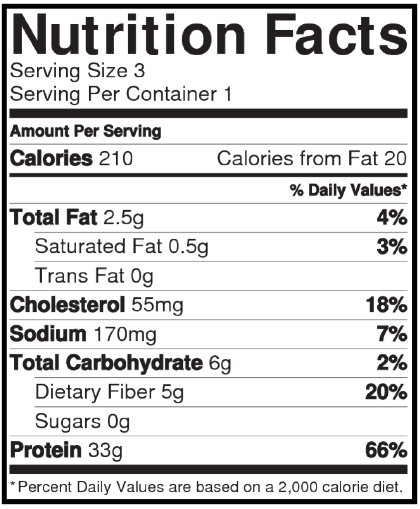 Nutrition Facts
Serving Size 3
Serving Per Container 1
Amount Per Serving
Calories 210 Calories from Fat 20
% Daily Values*
Total Fat 2.5g 4%
Saturated Fat 0.5g 3%
Trans Fat 0g
Cholesterol 55mg 18%
Sodium 170mg 7%
Total Carbohydrate 6g 2%
Dietary Fiber 5g 20%
Sugars 0g
Protein 33g 66%
*Percent Daily Values are based on a 2,000 calorie diet.